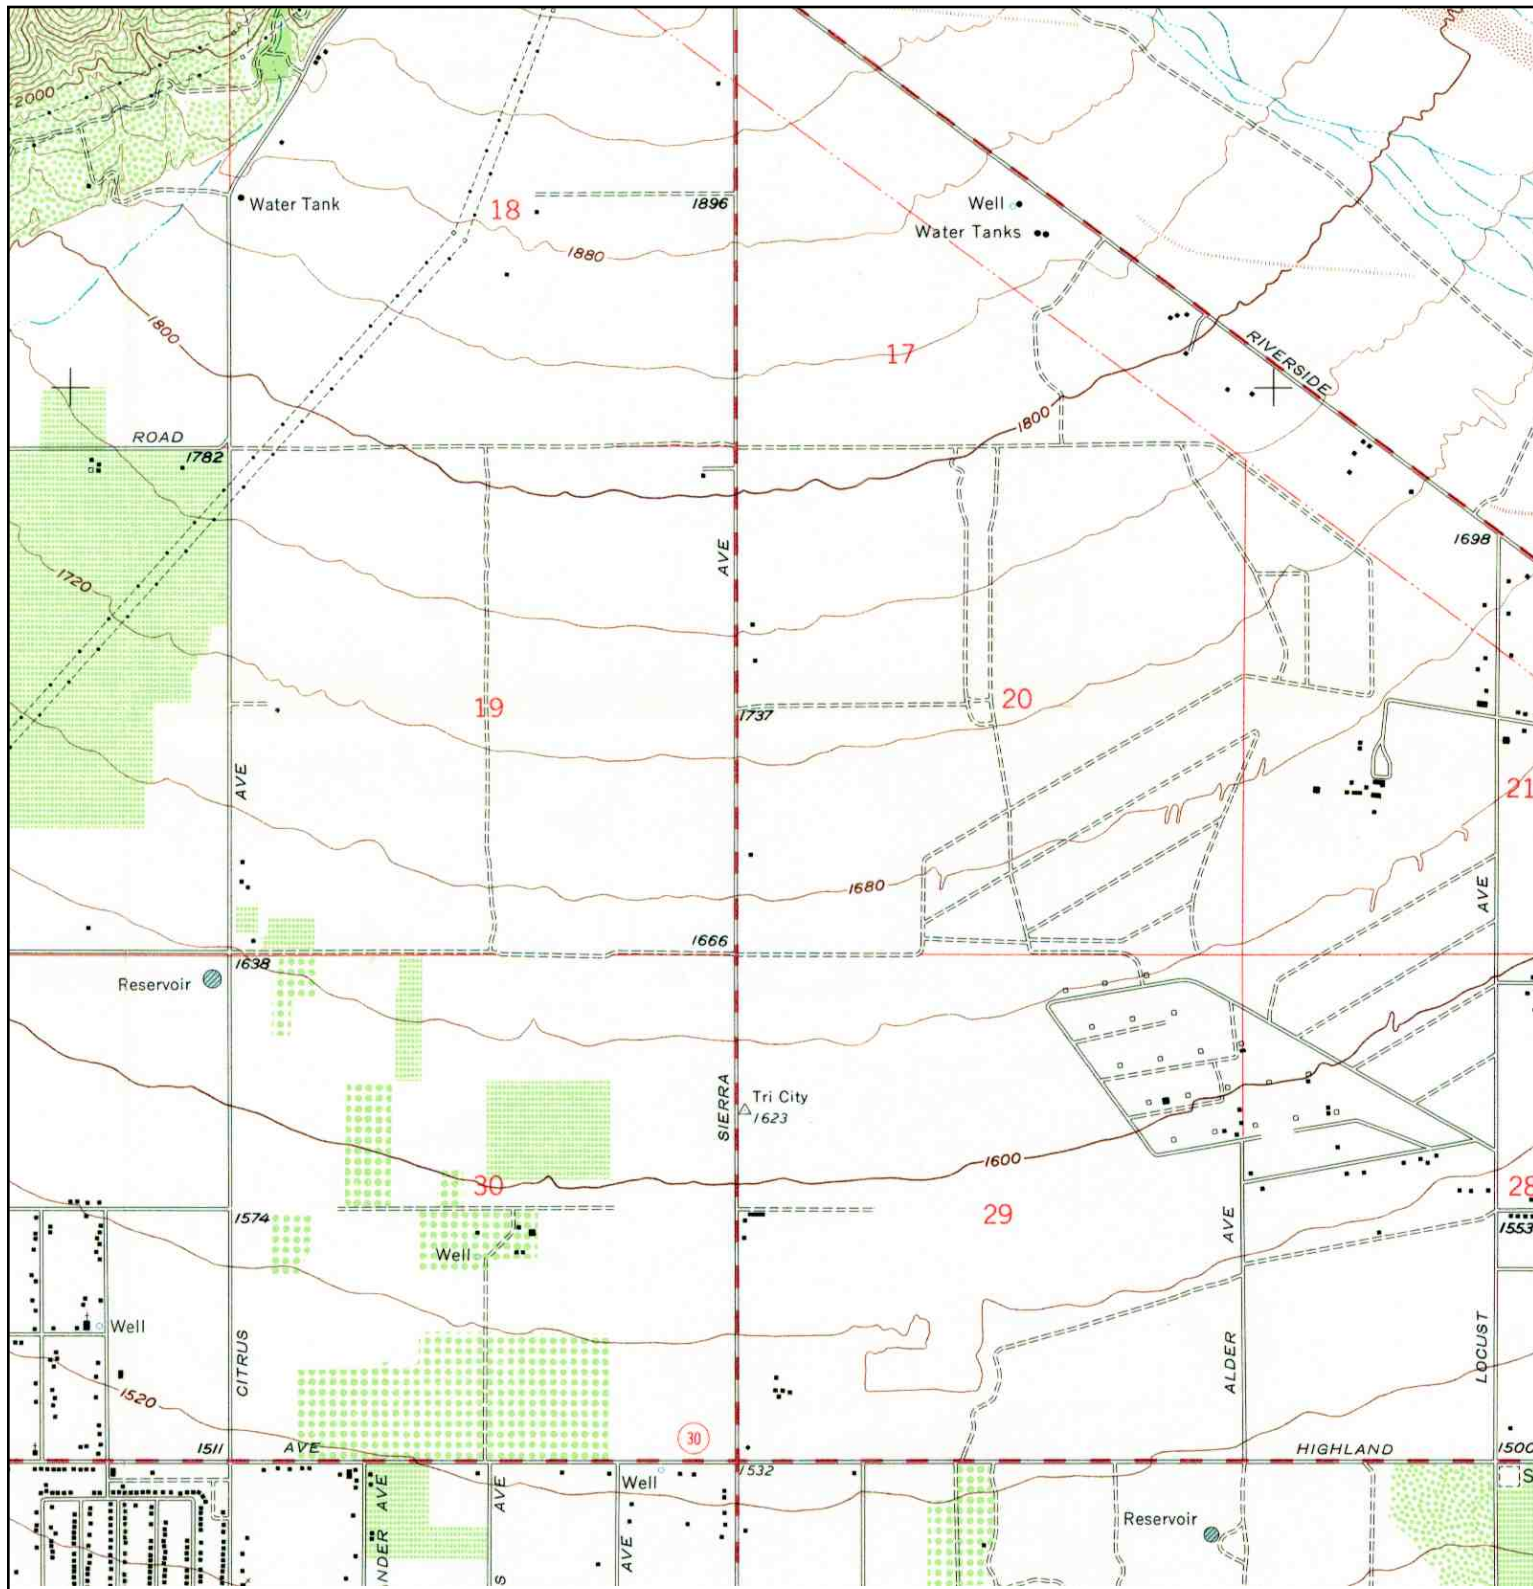 2000
Water Tank
18
1896
Well
Water Tanks
1880
1800
17
RIVERSIDE
1800
ROAD
1782
1698
AVE
1720
19
20
1737
AVE
21
1680
AVE
1666
1638
Reservoir
SIERRA
Tri City
1623
1600
30
29
28
1574
AVE
1553
Well
Well
CITRUS
ALDER
LOCUST
1520
30
1511
AVE
HIGHLAND
1500
1532
Well
S
AVE
AVE
Reservoir
ANDER
AVE
S